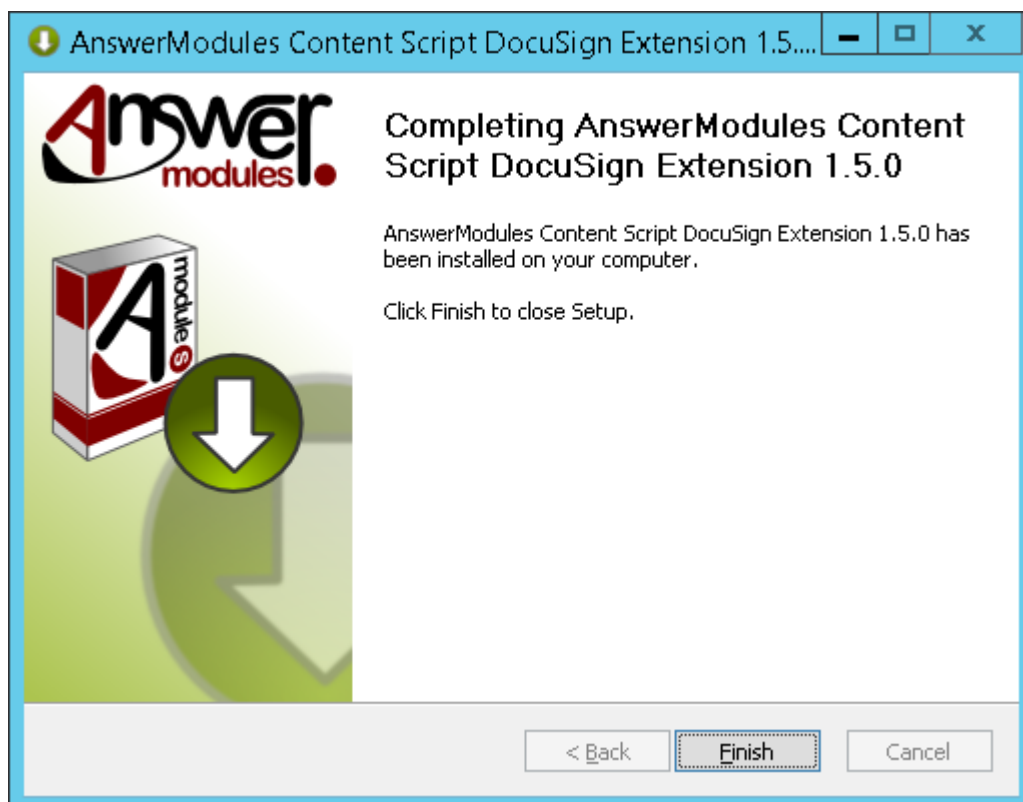 AnswerModules Content Script DocuSign Extension 1.5....
Answer
modules
Completing AnswerModules Content
Script DocuSign Extension 1.5.0
AnswerModules Content Script DocuSign Extension 1.5.0 has
been installed on your computer.
Click Finish to close Setup.
A
module s
< Back
Finish
Cancel